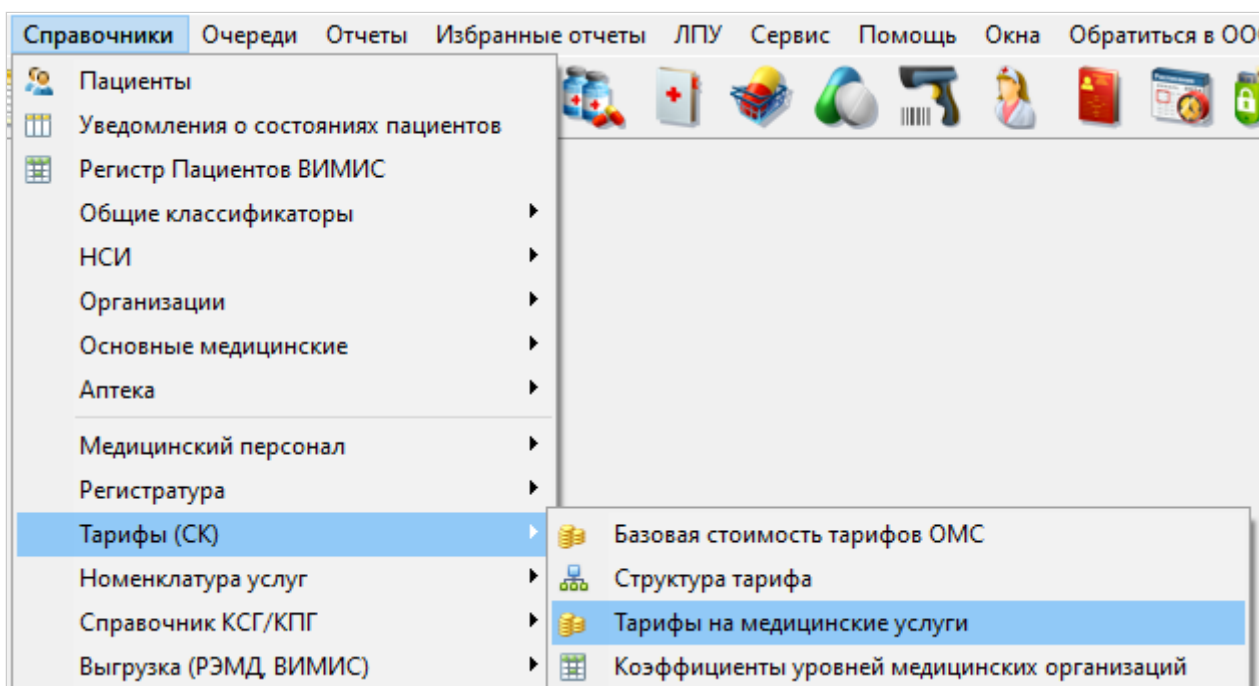 Справочники Очереди Отчеты Избранные отчеты ЛПУ Сервис Помощь Окна Обратиться в ООО
Пациенты
Уведомления о состояниях пациентов
Регистр Пациентов ВИМИС
Общие классификаторы
НСИ
Организации
Основные медицинские
Аптека
Медицинский персонал
Регистратура
Тарифы (СК)
Номенклатура услуг
Справочник КСГ/КПГ
Выгрузка (РЭМД, ВИМИС)
Базовая стоимость тарифов ОМС
Структура тарифа
Тарифы на медицинские услуги
Коэффициенты уровней медицинских организаций